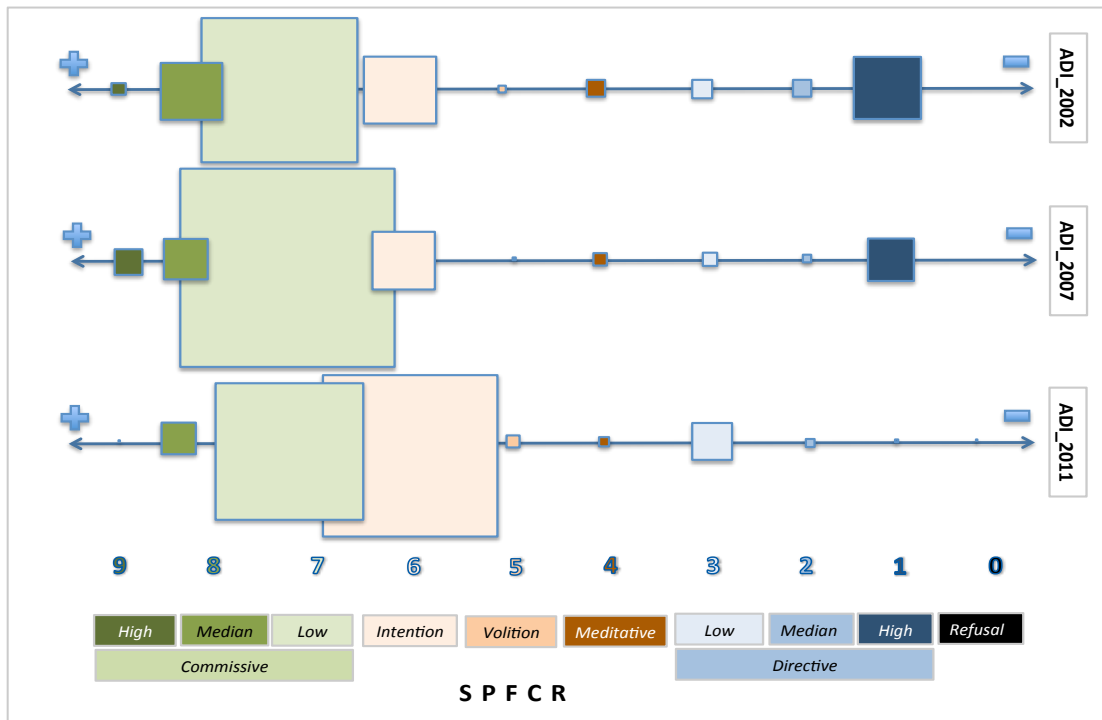 ADI_2002
ADI_2007
ADI_2011
9 8 7 6 5 4 3 2 1 0
High Median Low Intention Volition Meditative Low Median High Refusal
Commissive Directive
S P F C R